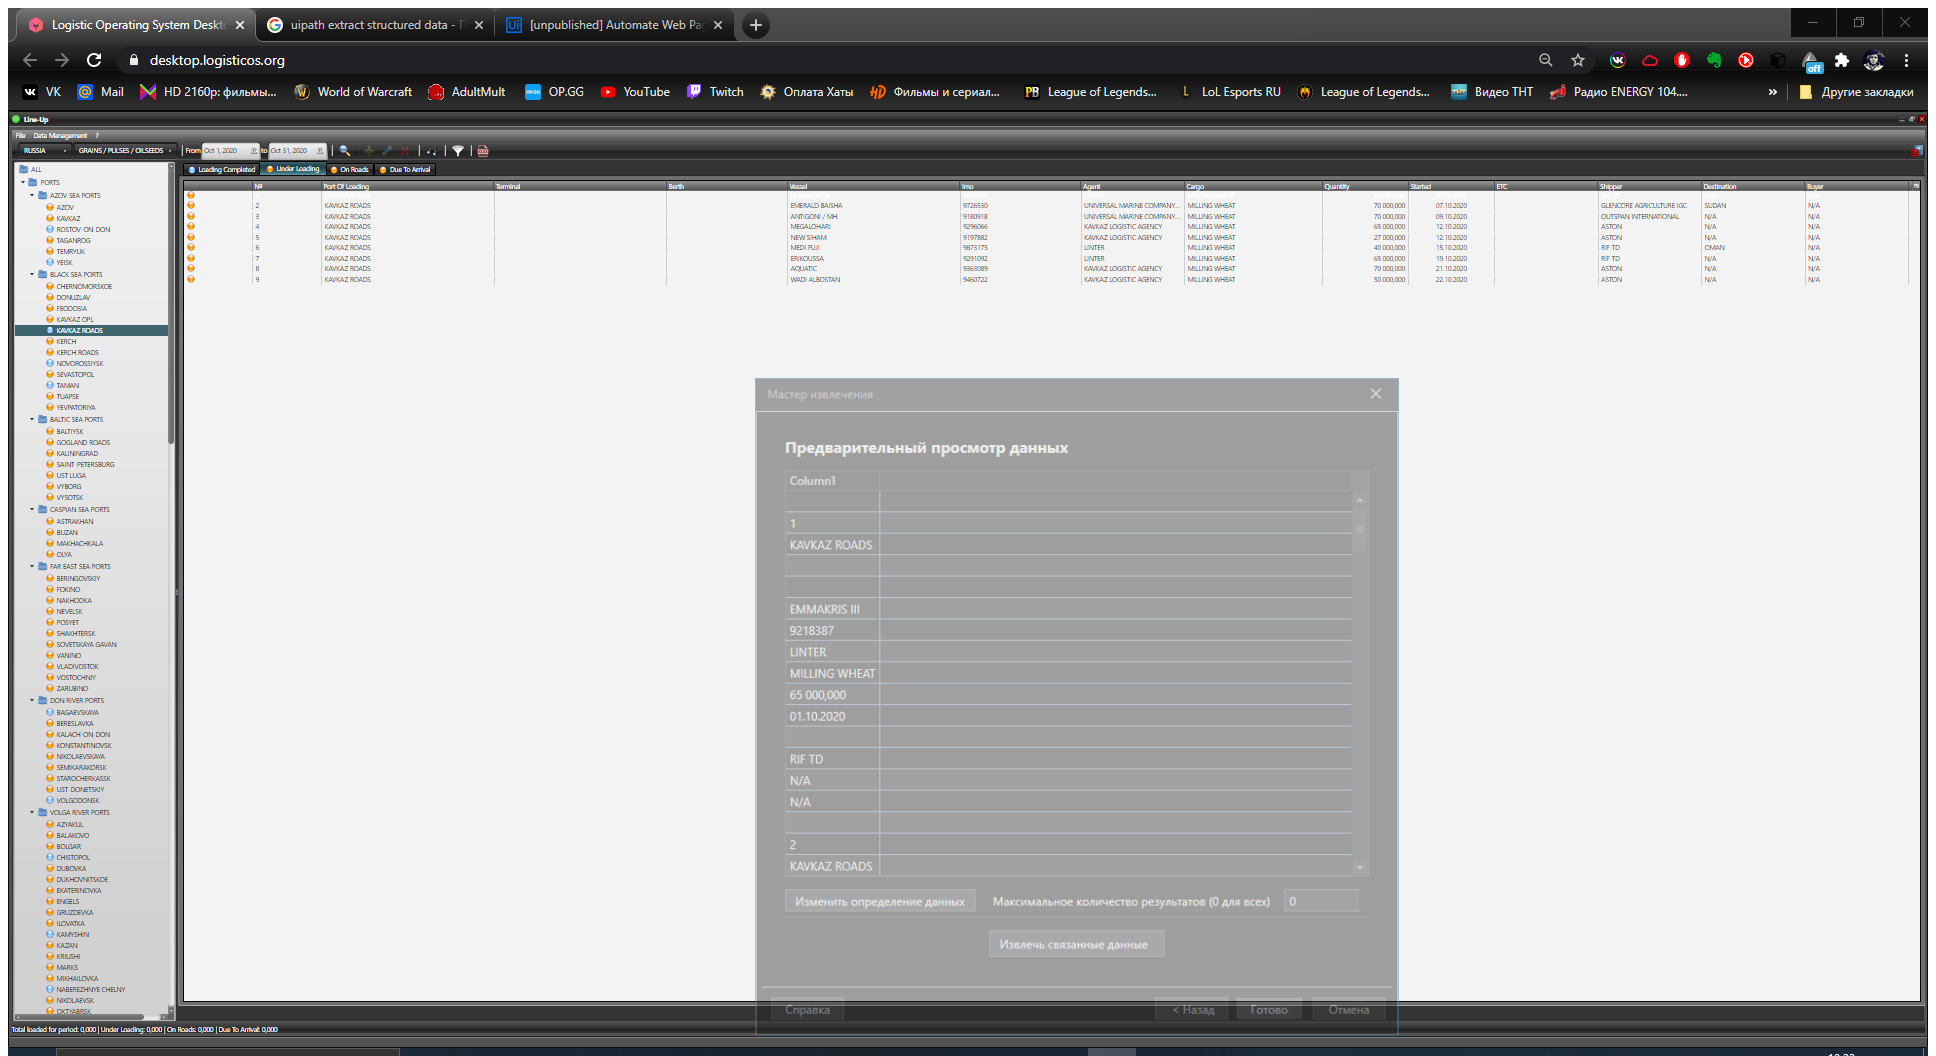 Logistic Operating System Deskt
uipath extract structured data - П
[unpublished] Automate Web Pa
desktop.logisticos.org
off
VK
Mail
HD 2160p: фильмы...
World of Warcraft
AdultMult
OP.GG
YouTube
Twitch
Оплата Хаты
Фильмы и сериал...
League of Legends...
LoL Esports RU
League of Legends...
Видео ТНТ
Радио ENERGY 104....
»
Другие закладки
Line-Up
File Data Management ?
RUSSIA
GRAINS / PULSES / OILSEEDS
From Oct 1, 2020 to Oct 31, 2020
Loading Completed Under Loading On Roads Due To Arrival
ALL
PORTS
AZOV SEA PORTS
AZOV
KAVKAZ
ROSTOV-ON-DON
TAGANROG
TEMRYUK
YEISK
BLACK SEA PORTS
CHERNOMORSKOE
DONUZLAV
FEODOSIA
KAVKAZ OPL
KAVKAZ ROADS
KERCH
KERCH ROADS
NOVOROSSIYSK
SEVASTOPOL
TAMAN
TUAPSE
YEVPATORIYA
BALTIC SEA PORTS
BALTIYSK
GOGLAND ROADS
KALININGRAD
SAINT-PETERSBURG
UST LUGA
VYBORG
VYSOTSK
CASPIAN SEA PORTS
ASTRAKHAN
BUZAN
MAKHACHKALA
OLYA
FAR EAST SEA PORTS
BERINGOVSKIY
FOKINO
NAKHODKA
NEVELSK
POSYET
SHAKHTERSK
SOVETSKAYA GAVAN
VANINO
VLADIVOSTOK
VOSTOCHNIY
ZARUBINO
DON RIVER PORTS
BAGAEVSKAYA
BERESLAVKA
KALACH-ON-DON
KONSTANTINOVSK
NIKOLAEVSKAYA
SEMIKARAKORSK
STAROCHERKASSK
UST-DONETSKIY
VOLGODONSK
VOLGA RIVER PORTS
AZYAKUL
BALAKOVO
BOLGAR
CHISTOPOL
DUBOVKA
DUKHOVNITSKOE
EKATERINOVKA
ENGELS
GRUZDEVKA
ILOVATKA
KAMYSHIN
KAZAN
KRIUSHI
MARKS
MIKHAILOVKA
NABEREZHNYE CHELNY
NIKOLAEVSK
OKTYABRSK
Nº Port Of Loading Terminal Berth Vessel Imo Agent Cargo Quantity Started ETC Shipper Destination Buyer
2 KAVKAZ ROADS EMERALD BAISHA 9726530 UNIVERSAL MARINE COMPANY... MILLING WHEAT 70 000,000 07.10.2020 GLENCORE AGRICULTURE IGC SUDAN N/A
3 KAVKAZ ROADS ANTIGONI / MH 9180918 UNIVERSAL MARINE COMPANY... MILLING WHEAT 70 000,000 09.10.2020 OUTSPAN INTERNATIONAL N/A N/A
4 KAVKAZ ROADS MEGALOHARI 9296066 KAVKAZ LOGISTIC AGENCY MILLING WHEAT 65 000,000 12.10.2020 ASTON N/A N/A
5 KAVKAZ ROADS NEW SIHAM 9197882 KAVKAZ LOGISTIC AGENCY MILLING WHEAT 27 000,000 12.10.2020 ASTON N/A N/A
6 KAVKAZ ROADS MEDI FUJI 9873175 LINTER MILLING WHEAT 40 000,000 15.10.2020 RIF TD OMAN N/A
7 KAVKAZ ROADS ERIKOUSSA 9291092 LINTER MILLING WHEAT 65 000,000 19.10.2020 RIF TD N/A N/A
8 KAVKAZ ROADS AQUATIC 9363089 KAVKAZ LOGISTIC AGENCY MILLING WHEAT 70 000,000 21.10.2020 ASTON N/A N/A
9 KAVKAZ ROADS WADI ALBOSTAN 9460722 KAVKAZ LOGISTIC AGENCY MILLING WHEAT 50 000,000 22.10.2020 ASTON N/A N/A
Мастер извлечения
Предварительный просмотр данных
Column1
1
KAVKAZ ROADS
EMMAKRIS III
9218387
LINTER
MILLING WHEAT
65 000,000
01.10.2020
RIF TD
N/A
N/A
2
KAVKAZ ROADS
Изменить определение данных
Максимальное количество результатов (0 для всех) 0
Извлечь связанные данные
Справка < Назад Готово Отмена
Total loaded for period: 0,000 | Under Loading: 0,000 | On Roads: 0,000 | Due To Arrival: 0,000